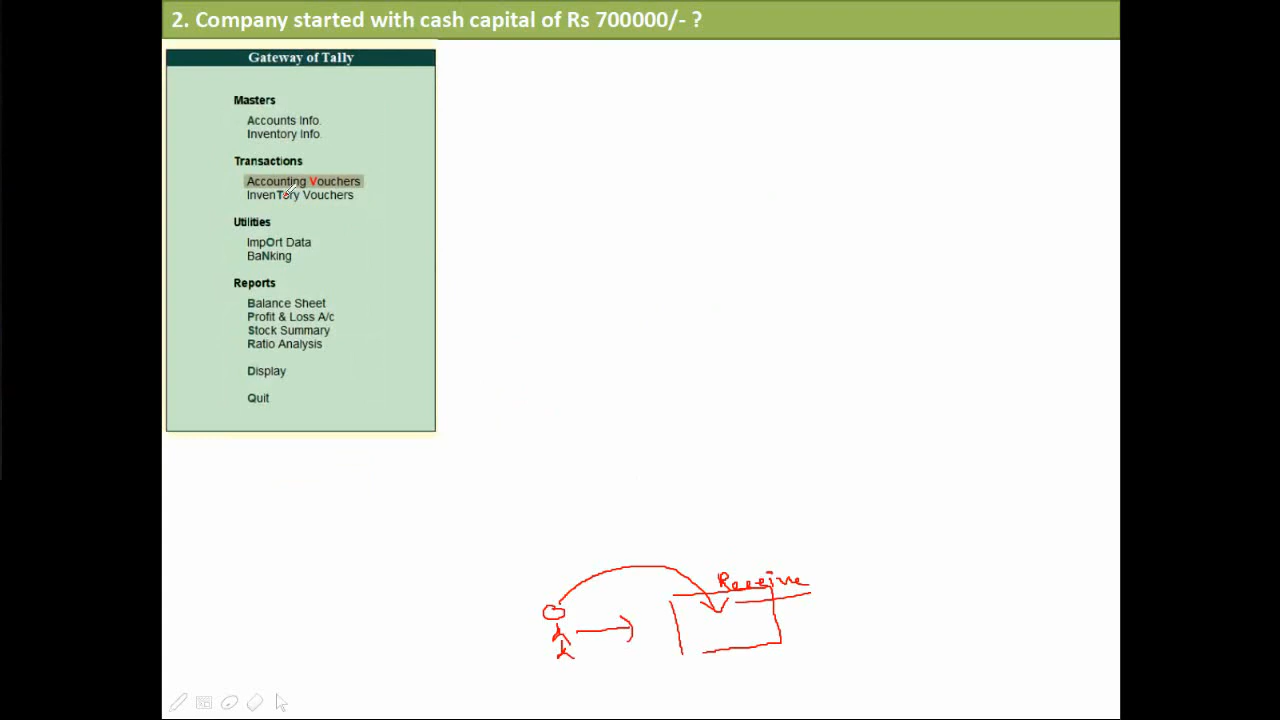 2. Company started with cash capital of Rs 700000/- ?
Gateway of Tally
Masters
Accounts Info.
Inventory Info.
Transactions
Accounting Vouchers
InvenTory Vouchers
Utilities
ImpOrt Data
BaNking
Reports
Balance Sheet
Profit & Loss A/c
Stock Summary
Ratio Analysis
Display
Quit
Receive